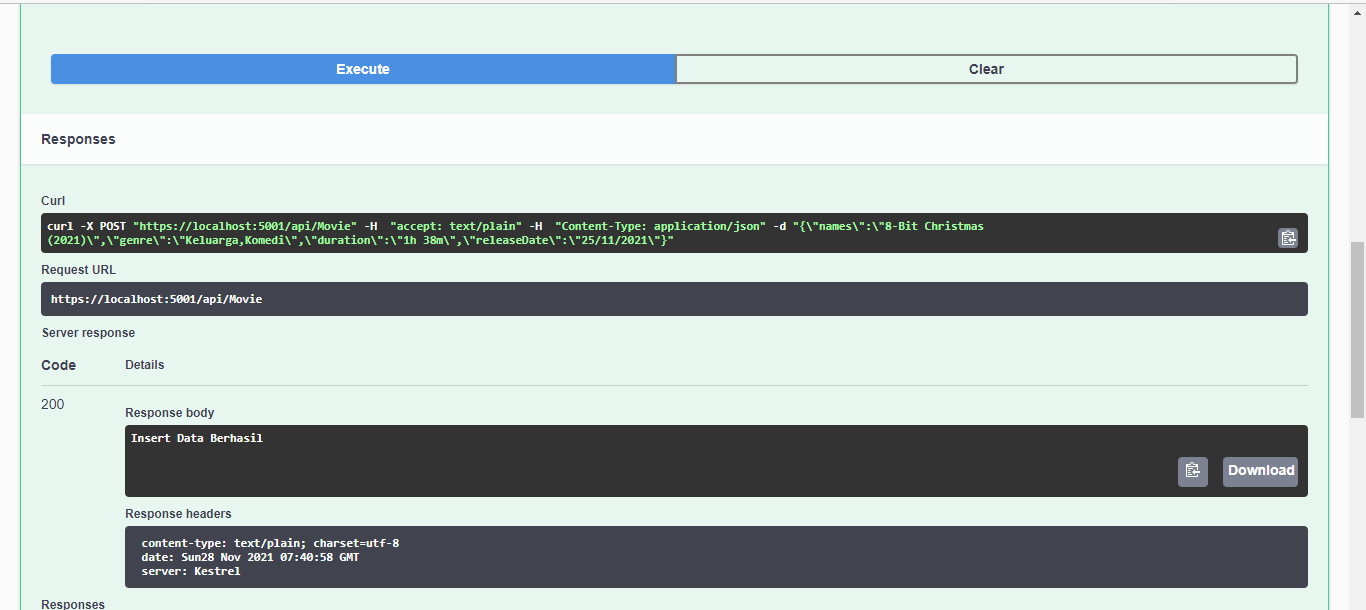 Execute
Clear
Responses
Curl
curl -X POST "https://localhost:5001/api/Movie" -H  "accept: text/plain" -H  "Content-Type: application/json" -d "{\"names\":\"8-Bit Christmas
(2021)\",\"genre\":\"Keluarga,Komedi\",\"duration\":\"1h 38m\",\"releaseDate\":\"25/11/2021\"}"
Request URL
https://localhost:5001/api/Movie
Server response
Code
Details
200
Response body
Insert Data Berhasil
Download
Response headers
content-type: text/plain; charset=utf-8
date: Sun28 Nov 2021 07:40:58 GMT
server: Kestrel
Responses